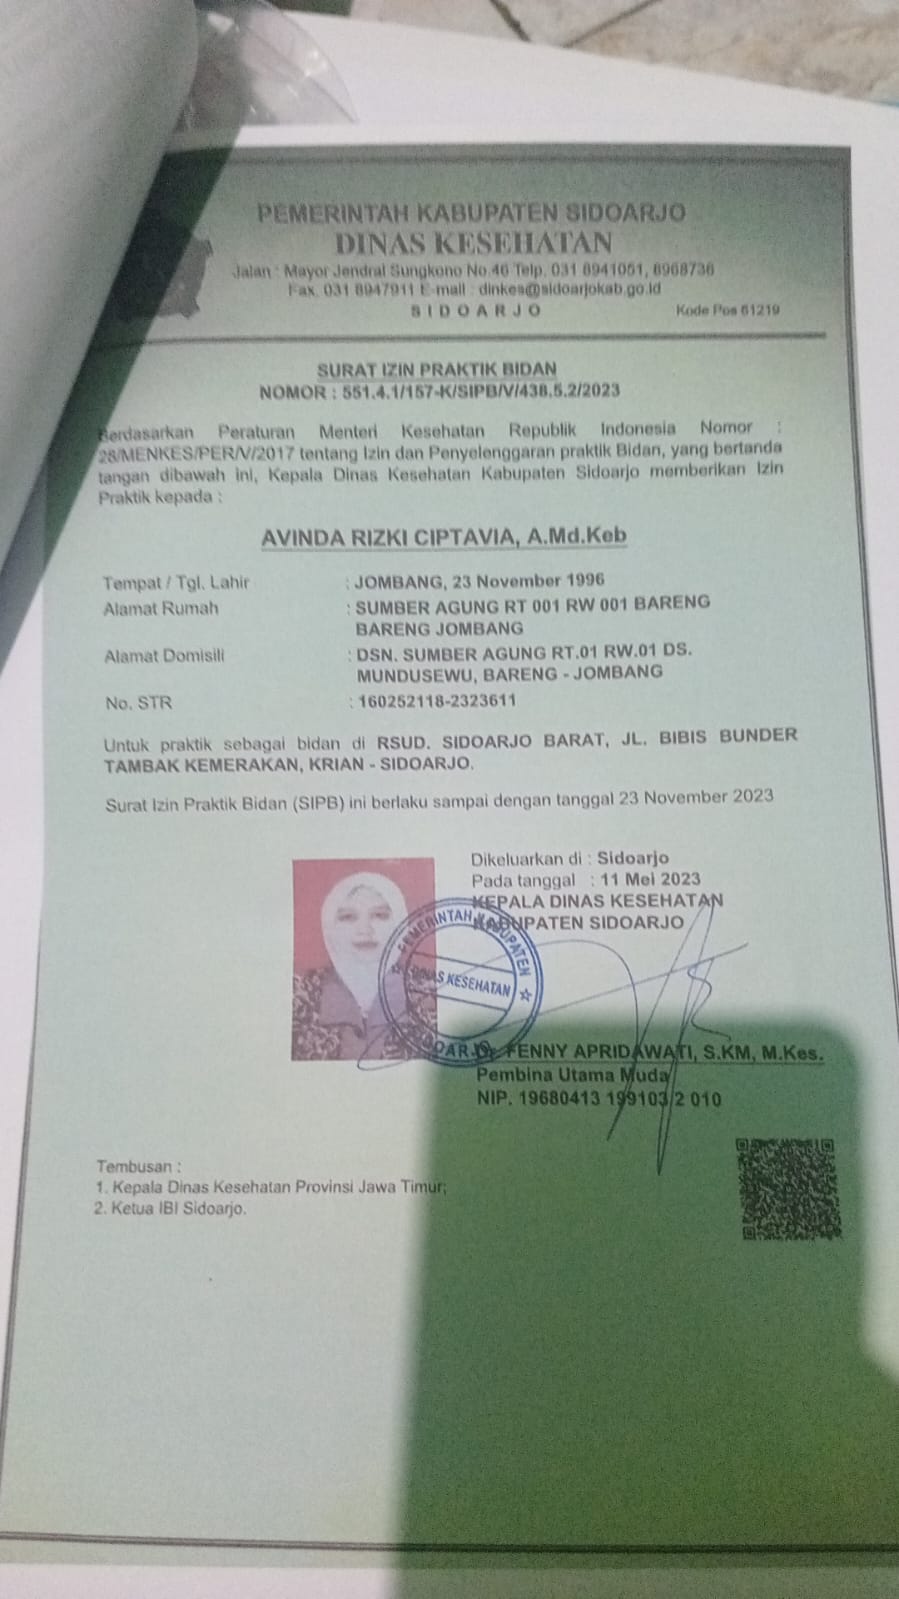 PEMERINTAH KABUPATEN SIDOARJO
DINAS KESEHATAN
Jalan : Mayor Jendral Sungkono No.46 Telp. 031 8941051, 8968736
Fax. 031 8947911 E-mail : dinkes@sidoarjokab.go.id
S I D O A R J O Kode Pos 61219
SURAT IZIN PRAKTIK BIDAN
NOMOR : 551.4.1/157-K/SIPB/V/438.5.2/2023
Berdasarkan Peraturan Menteri Kesehatan Republik Indonesia Nomor :
28/MENKES/PER/V/2017 tentang Izin dan Penyelenggaran praktik Bidan, yang bertanda
tangan dibawah ini, Kepala Dinas Kesehatan Kabupaten Sidoarjo memberikan Izin
Praktik kepada :
AVINDA RIZKI CIPTAVIA, A.Md.Keb
Tempat / Tgl. Lahir : JOMBANG, 23 November 1996
Alamat Rumah : SUMBER AGUNG RT 001 RW 001 BARENG
BARENG JOMBANG
Alamat Domisili : DSN. SUMBER AGUNG RT.01 RW.01 DS.
MUNDUSEWU, BARENG - JOMBANG
No. STR : 160252118-2323611
Untuk praktik sebagai bidan di RSUD. SIDOARJO BARAT, JL. BIBIS BUNDER
TAMBAK KEMERAKAN, KRIAN - SIDOARJO.
Surat Izin Praktik Bidan (SIPB) ini berlaku sampai dengan tanggal 23 November 2023
Dikeluarkan di : Sidoarjo
Pada tanggal : 11 Mei 2023
KEPALA DINAS KESEHATAN
KABUPATEN SIDOARJO
PEMERINTAH KABUPATEN
DINAS KESEHATAN
SIDOARJO
Dr. FENNY APRIDAWATI, S.KM, M.Kes.
Pembina Utama Muda
NIP. 19680413 199103 2 010
Tembusan :
1. Kepala Dinas Kesehatan Provinsi Jawa Timur;
2. Ketua IBI Sidoarjo.